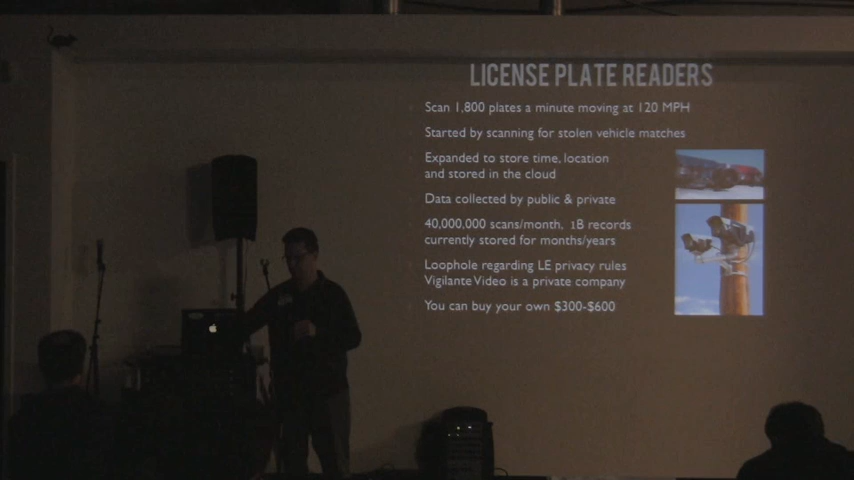 LICENSE PLATE READERS
Scan 1,800 plates a minute moving at 120 MPH
Started by scanning for stolen vehicle matches
Expanded to store time, location
and stored in the cloud
Data collected by public & private
40,000,000 scans/month, 1B records
currently stored for months/years
Loophole regarding LE privacy rules
Vigilante Video is a private company
You can buy your own $300-$600